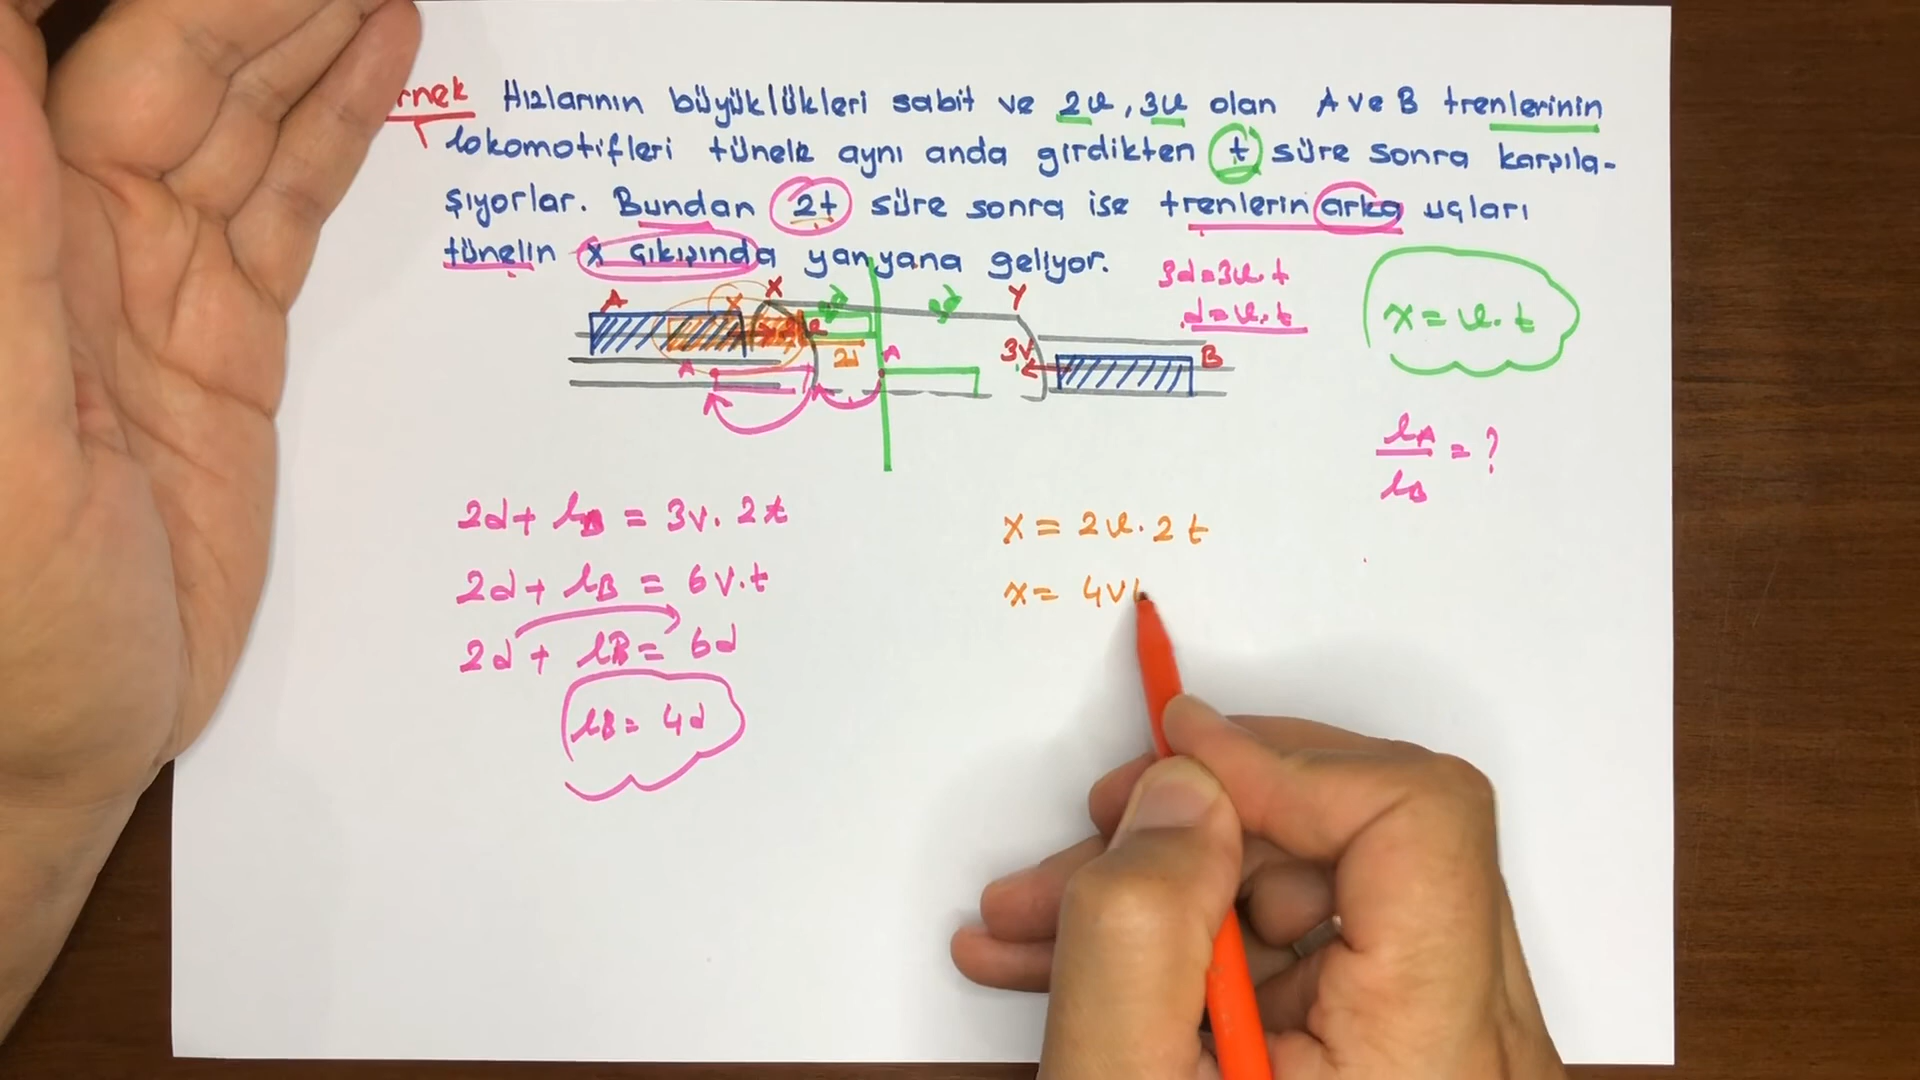 rnek Hızlarının büyüklükleri sabit ve 2v, 3v olan A ve B trenlerinin
lokomotifleri tünele aynı anda girdikten t süre sonra karşıla-
şıyorlar. Bundan 2t süre sonra ise trenlerin arka uçları
tünelin x çıkışında yanyana geliyor.
3d=3v.t
d=v.t
x=v.t
A X X Y
2d
A
3v
B
A
lA/lB = ?
2d+ lB = 3v. 2t
2d+ lB = 6v.t
2d + lB= 6d
lB= 4d
x = 2v. 2t
x= 4vt